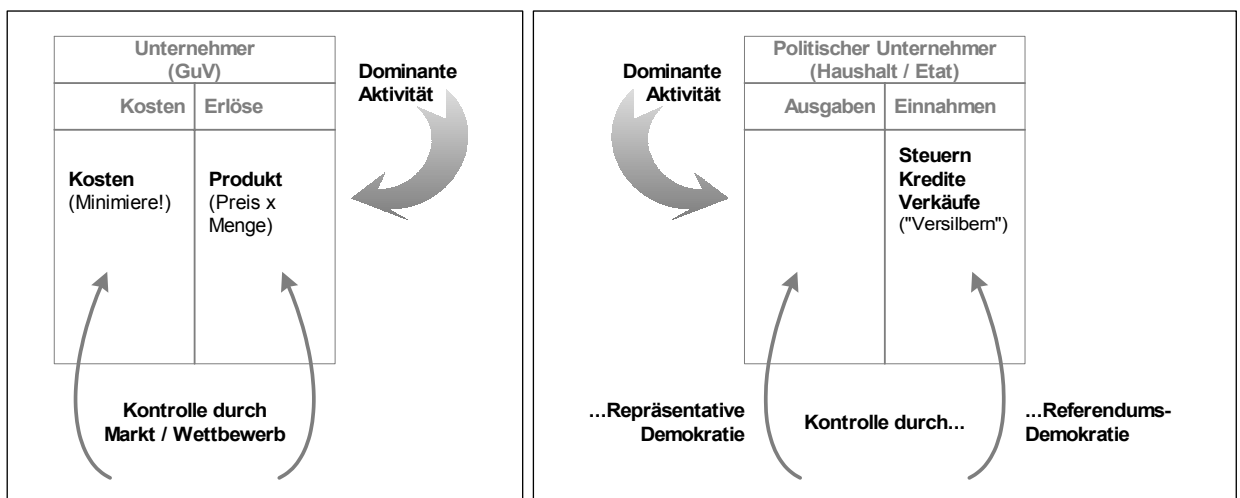 Unternehmer
(GuV)
Kosten
Erlöse
Kosten
(Minimiere!)
Produkt
(Preis x
Menge)
Dominante
Aktivität
Kontrolle durch
Markt / Wettbewerb
Dominante
Aktivität
Politischer Unternehmer
(Haushalt / Etat)
Ausgaben
Einnahmen
Steuern
Kredite
Verkäufe
("Versilbern")
...Repräsentative
Demokratie
Kontrolle durch...
...Referendums-
Demokratie